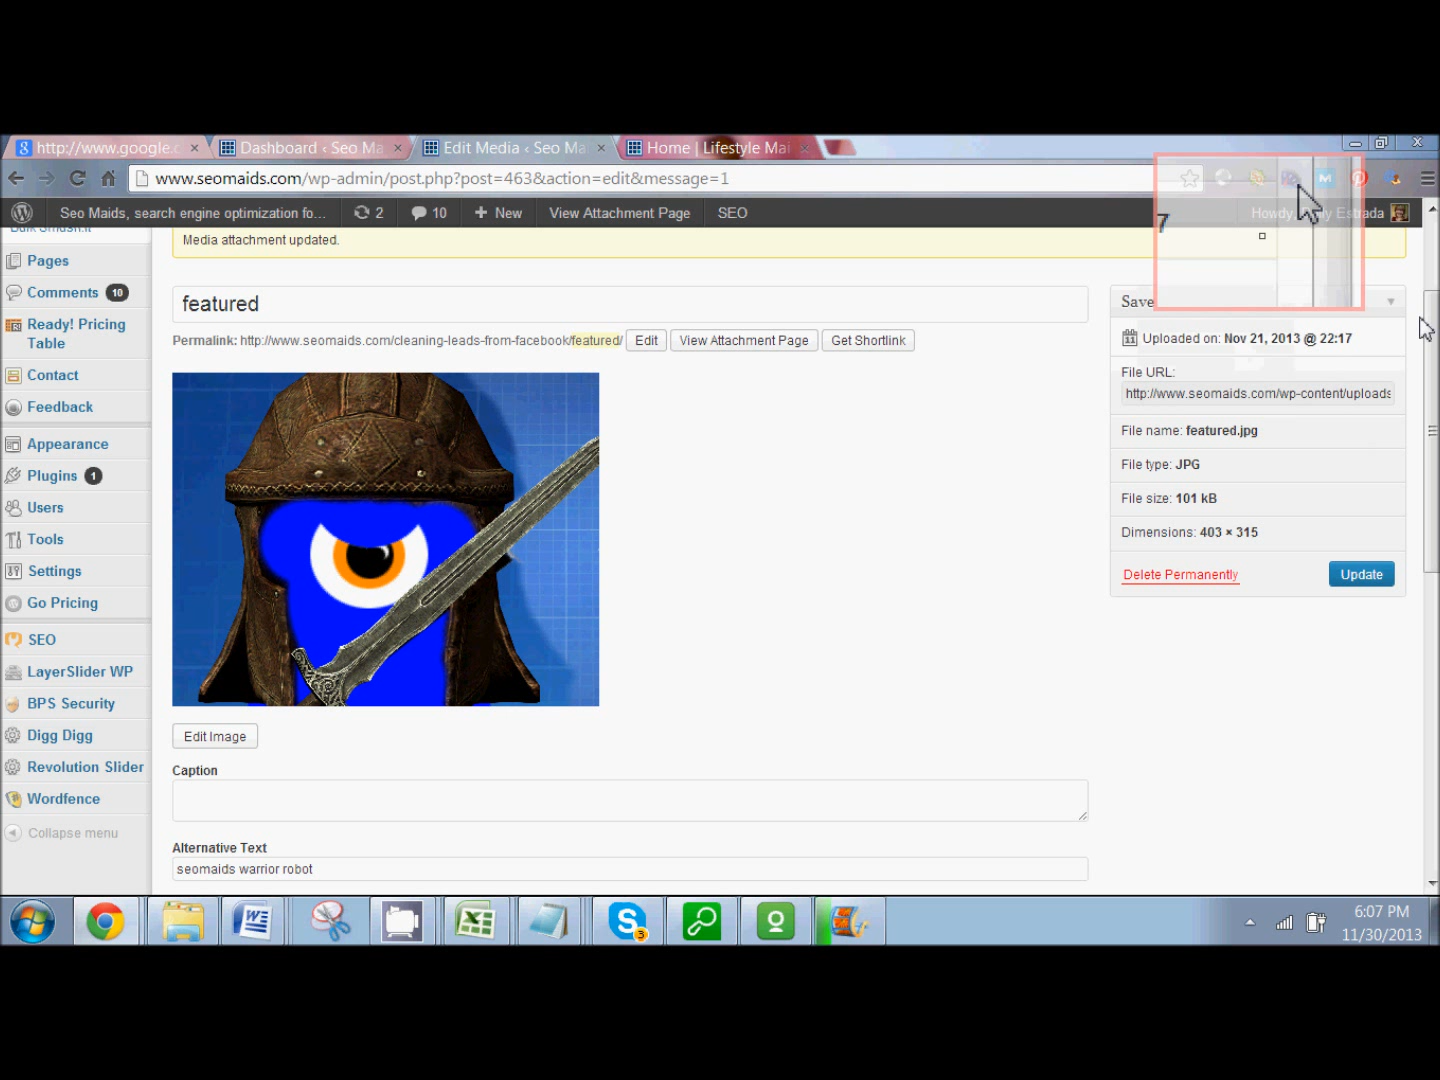 http://www.google.c
Dashboard ‹ Seo Ma
Edit Media ‹ Seo Ma
Home | Lifestyle Mai
www.seomaids.com/wp-admin/post.php?post=463&action=edit&message=1
Seo Maids, search engine optimization fo...
2
10
+ New
View Attachment Page
SEO
Howdy,
Estrada
7
Media attachment updated.
Pages
Comments 10
Ready! Pricing
Table
Contact
Feedback
Appearance
Plugins 1
Users
Tools
Settings
Go Pricing
SEO
LayerSlider WP
BPS Security
Digg Digg
Revolution Slider
Wordfence
Collapse menu
featured
Permalink: http://www.seomaids.com/cleaning-leads-from-facebook/featured/
Edit
View Attachment Page
Get Shortlink
Edit Image
Caption
Alternative Text
seomaids warrior robot
Save
Uploaded on: Nov 21, 2013 @ 22:17
File URL:
http://www.seomaids.com/wp-content/uploads
File name: featured.jpg
File type: JPG
File size: 101 kB
Dimensions: 403 × 315
Delete Permanently
Update
3
6:07 PM
11/30/2013